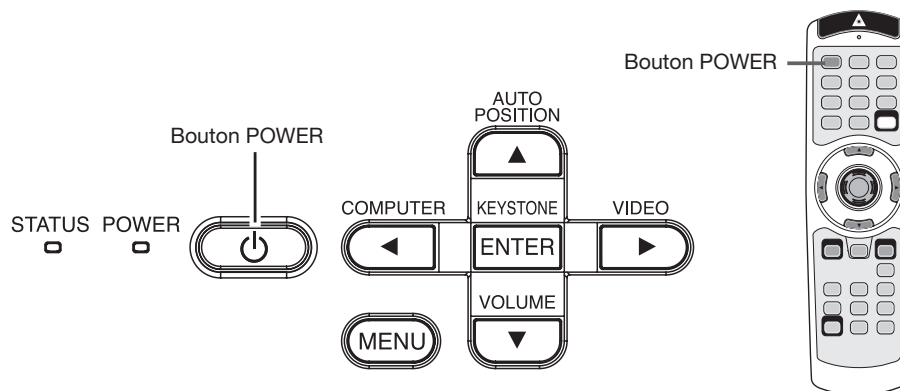 Bouton POWER
AUTO
POSITION
Bouton POWER
COMPUTER
KEYSTONE
VIDEO
STATUS
POWER
ENTER
VOLUME
MENU